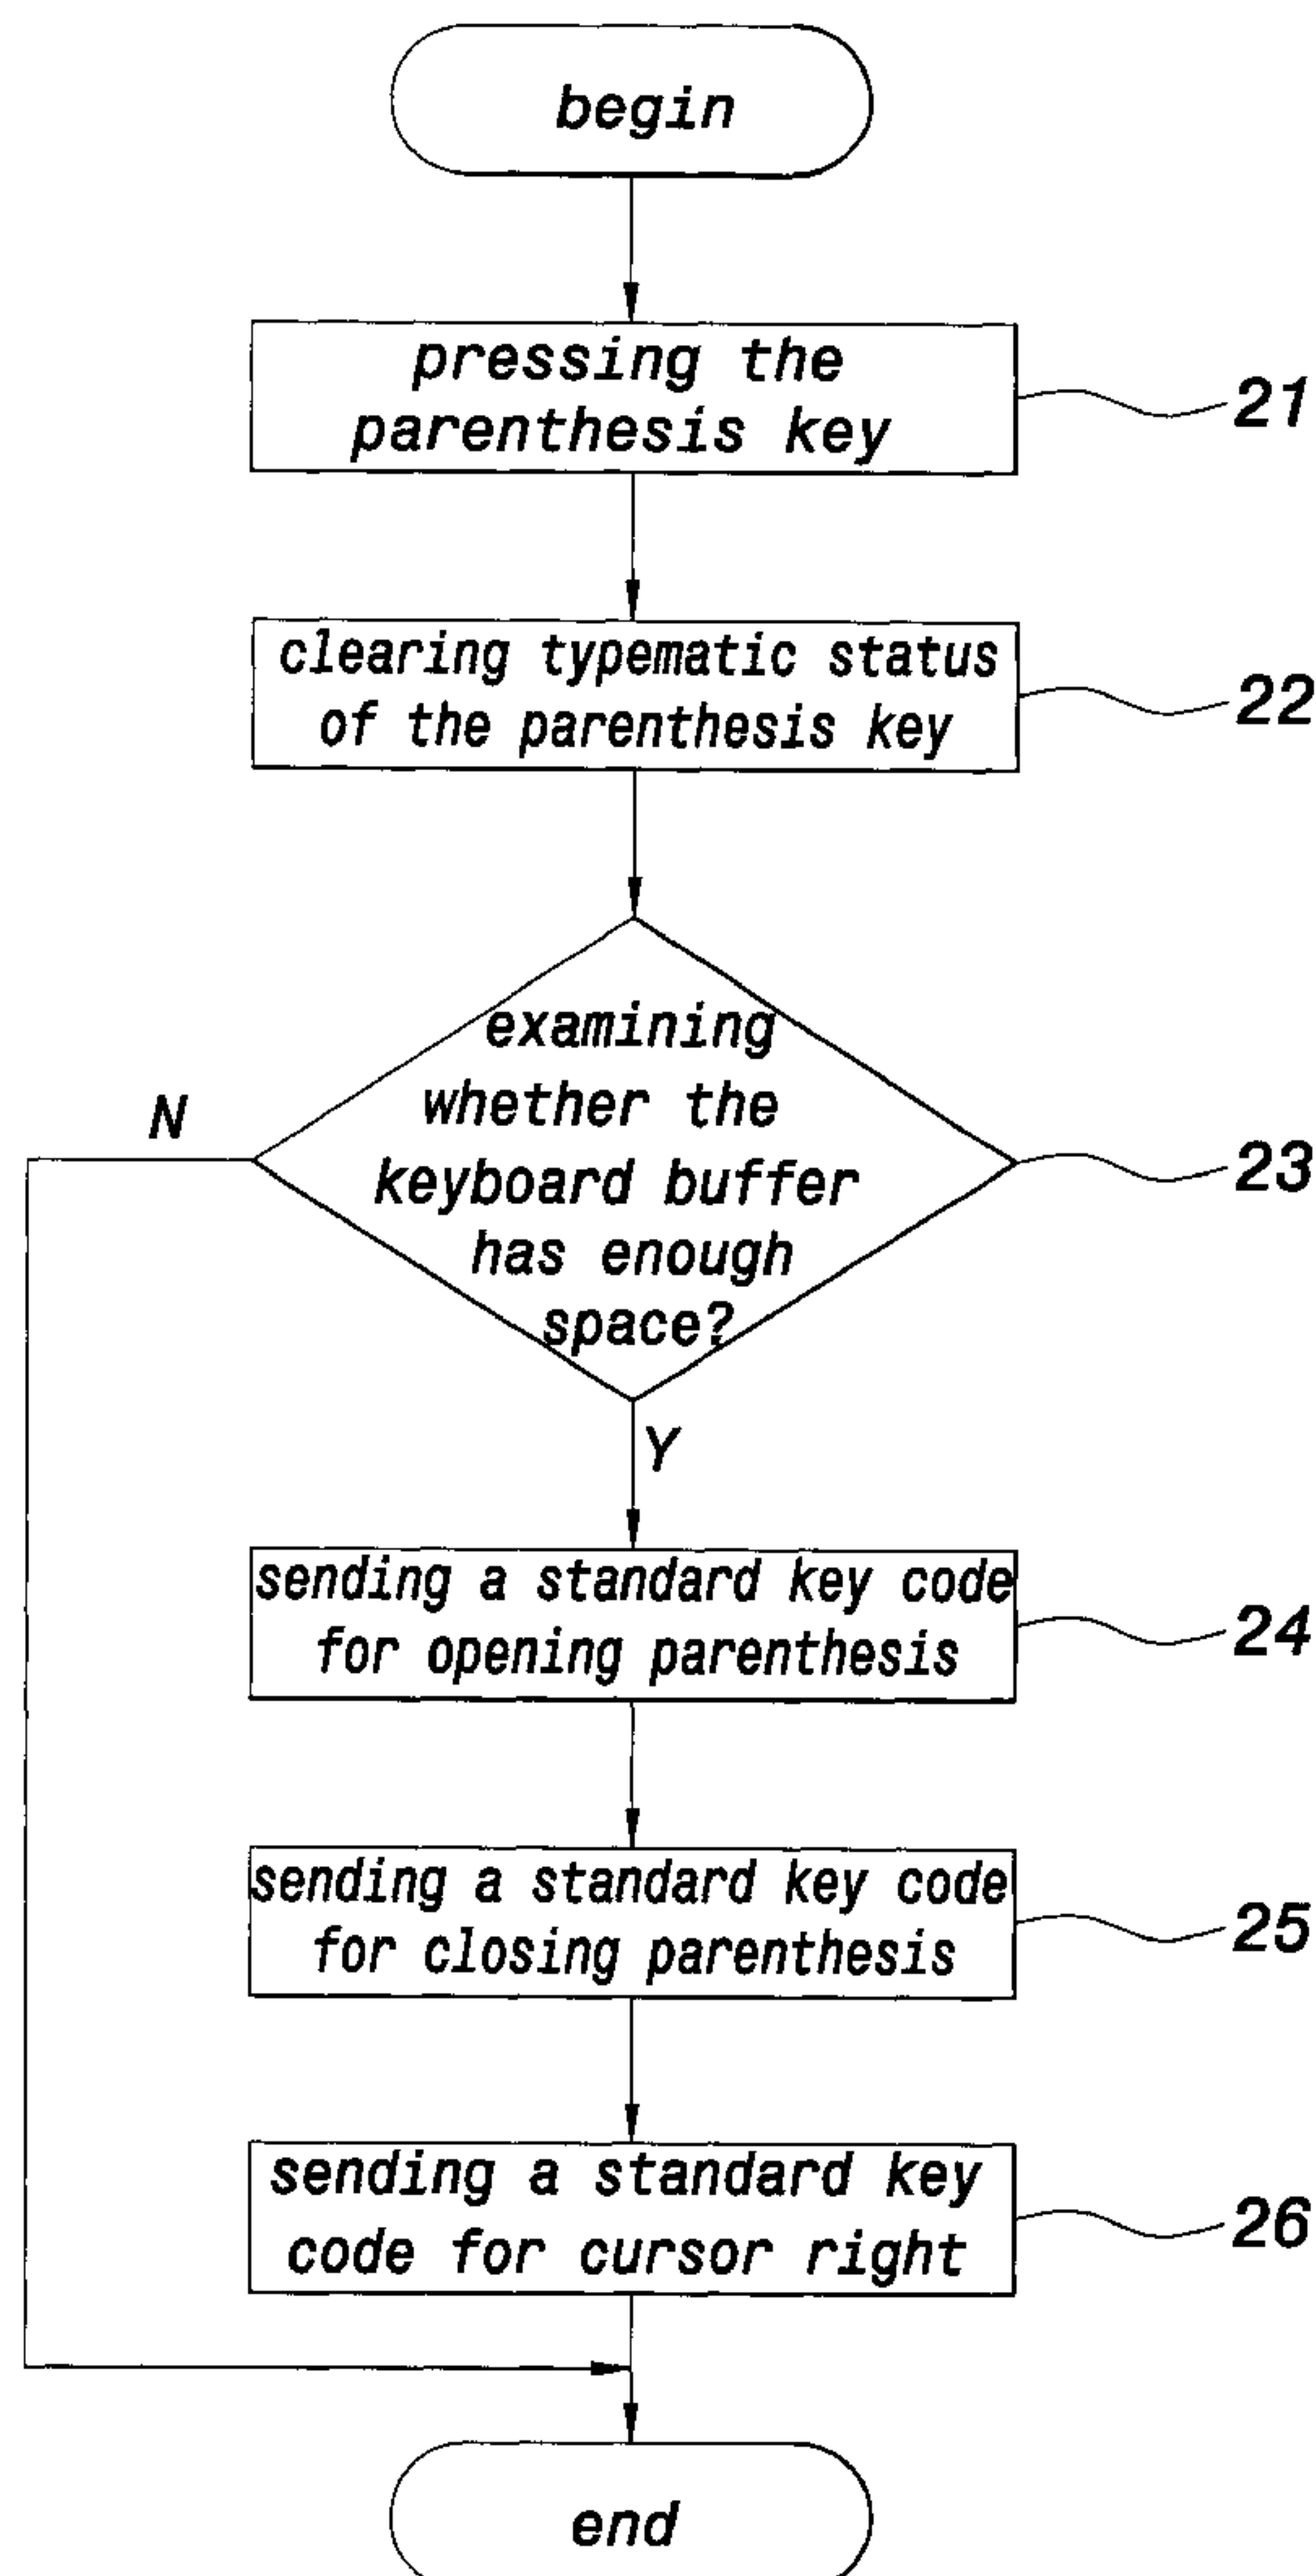 begin
pressing the
parenthesis key
21
clearing typematic status
of the parenthesis key
22
examining
whether the
keyboard buffer
has enough
space?
N
23
Y
sending a standard key code
for opening parenthesis
24
sending a standard key code
for closing parenthesis
25
sending a standard key
code for cursor right
26
end